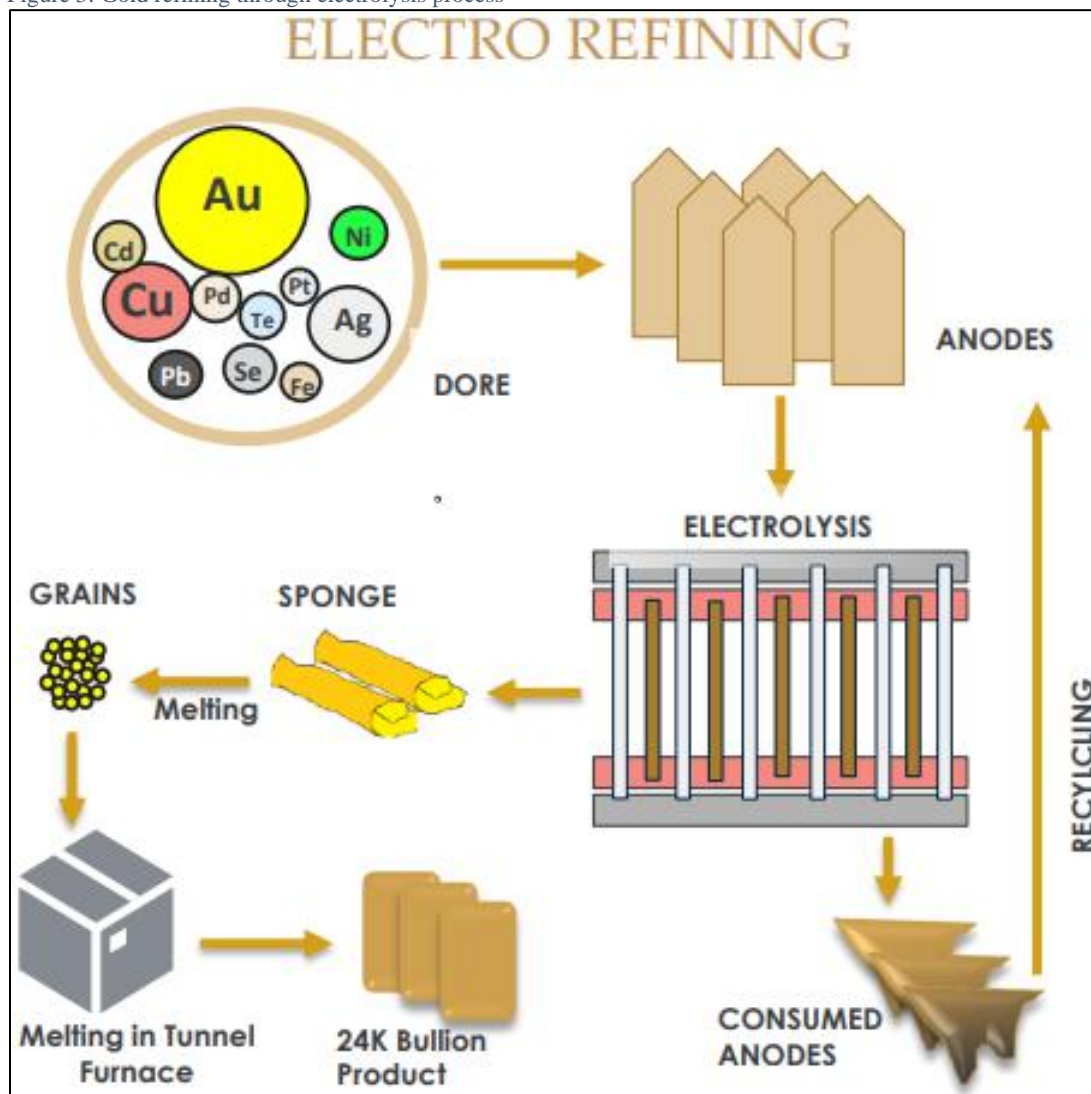 Figure 3. Gold refining through electrolysis process
ELECTRO REFINING
Au
Ni
Cd
Cu
Pd
Pt
Te
Ag
Pb
Se
Fe
DORE
ANODES
ELECTROLYSIS
GRAINS
SPONGE
Melting
RECYLCLING
Melting in Tunnel
Furnace
24K Bullion
Product
CONSUMED
ANODES